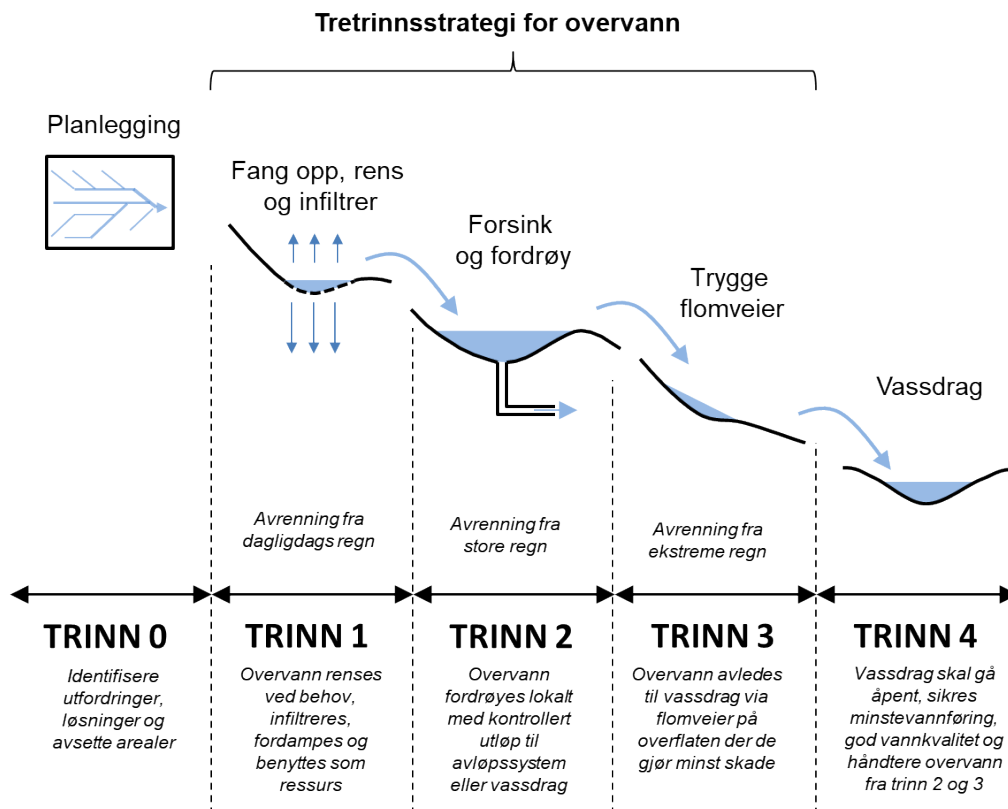 Tretrinnsstrategi for overvann
Planlegging
Fang opp, rens
og infiltrer
Forsink
og fordrøy
Trygge
flomveier
Vassdrag
Avrenning fra
dagligdags regn
Avrenning fra
store regn
Avrenning fra
ekstreme regn
TRINN 0
Identifisere
utfordringer,
løsninger og
avsette arealer
TRINN 1
Overvann renses
ved behov,
infiltreres,
fordampes og
benyttes som
ressurs
TRINN 2
Overvann
fordrøyes lokalt
med kontrollert
utløp til
avløpssystem
eller vassdrag
TRINN 3
Overvann avledes
til vassdrag via
flomveier på
overflaten der de
gjør minst skade
TRINN 4
Vassdrag skal gå
åpent, sikres
minstevannføring,
god vannkvalitet og
håndtere overvann
fra trinn 2 og 3